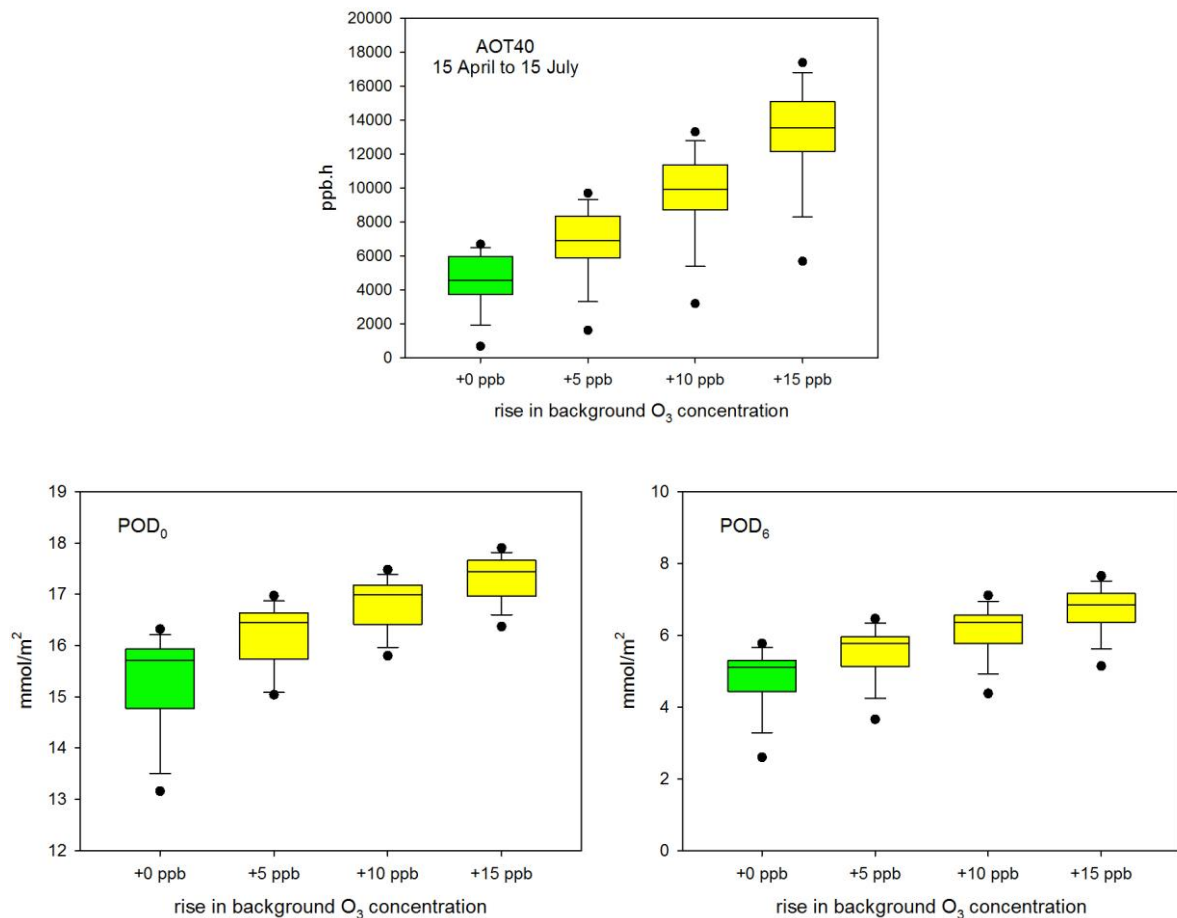 AOT40
15 April to 15 July
20000
18000
16000
14000
12000
10000
8000
6000
4000
2000
0
ppb.h
+0 ppb +5 ppb +10 ppb +15 ppb
rise in background O₃ concentration
POD₀
19
18
17
16
15
14
13
12
mmol/m²
+0 ppb +5 ppb +10 ppb +15 ppb
rise in background O₃ concentration
POD₆
10
8
6
4
2
0
mmol/m²
+0 ppb +5 ppb +10 ppb +15 ppb
rise in background O₃ concentration